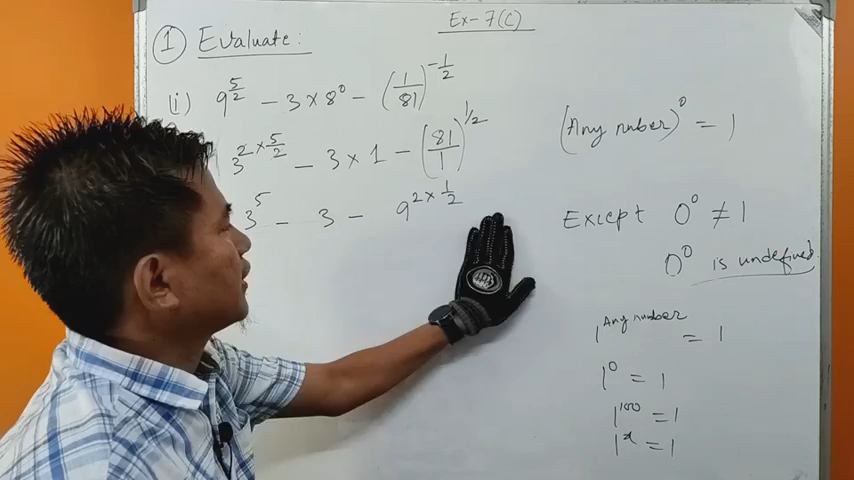 Ex-7(C)
1 Evaluate:
(i) 9^(5/2) - 3 × 8^0 - (1/81)^(-1/2)
3^(2 × 5/2) - 3 × 1 - (81/1)^(1/2)
3^5 - 3 - 9^(2 × 1/2)
(Any nuber)^0 = 1
Except 0^0 ≠ 1
0^0 is undefined.
1^(Any number) = 1
1^0 = 1
1^100 = 1
1^x = 1